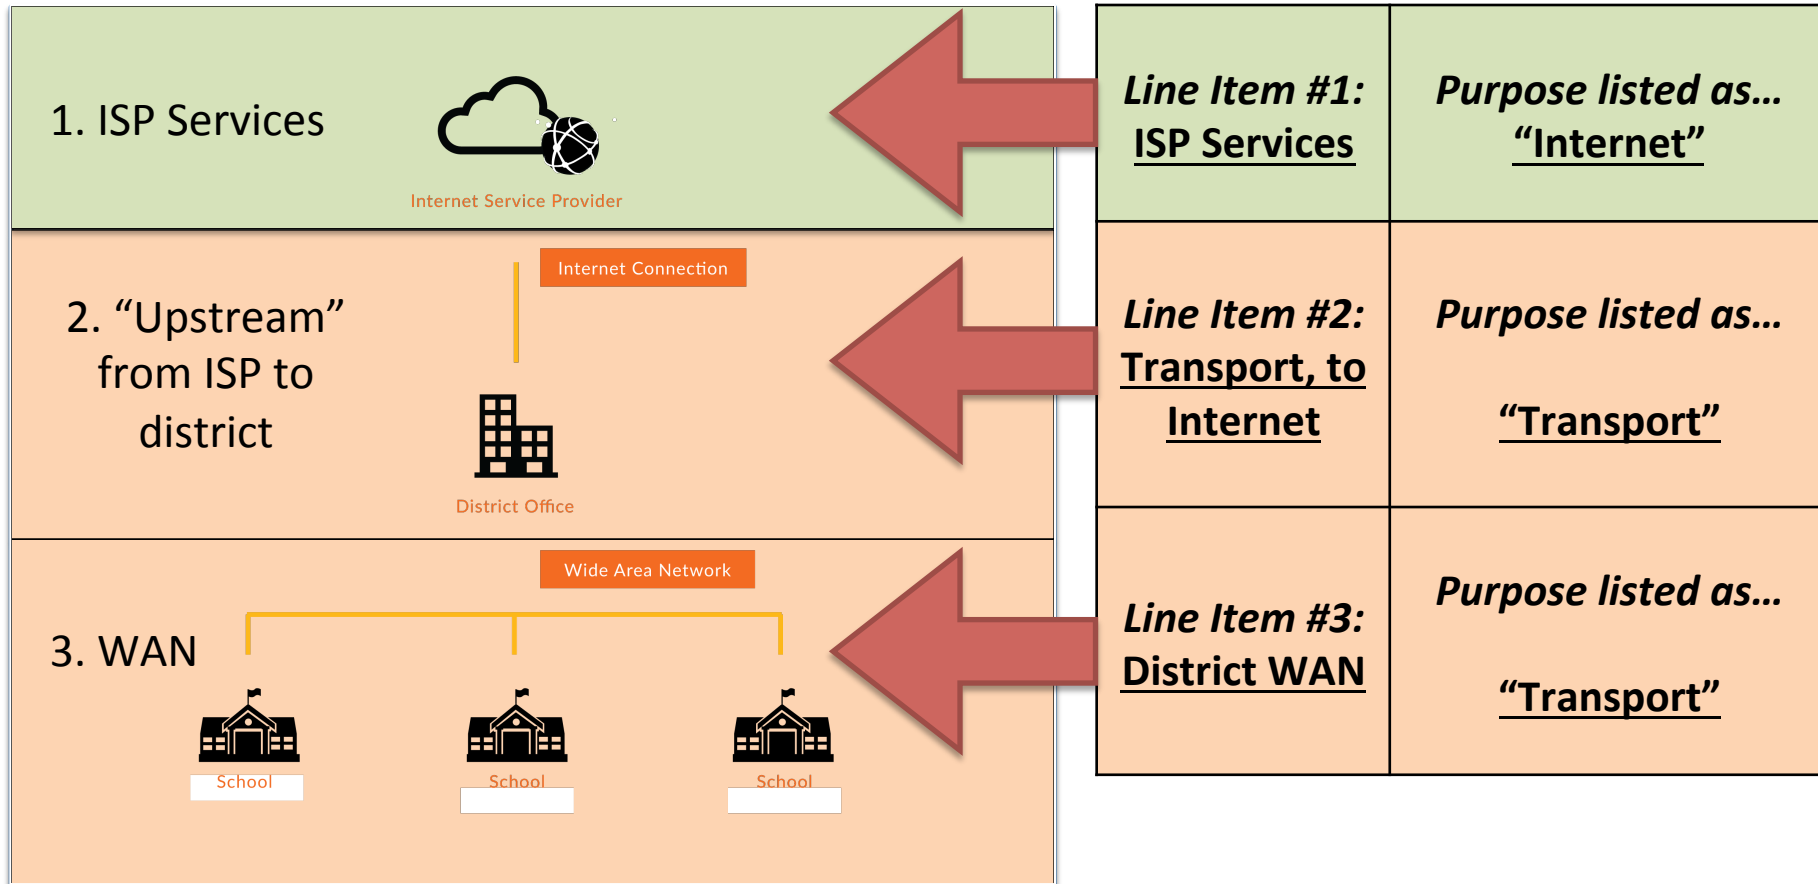 1. ISP Services
Internet Service Provider
Internet Connection
2. “Upstream”
from ISP to
district
District Office
Wide Area Network
3. WAN
School
School
School
Line Item #1:
ISP Services
Purpose listed as…
“Internet”
Line Item #2:
Transport, to
Internet
Purpose listed as…
“Transport”
Line Item #3:
District WAN
Purpose listed as…
“Transport”